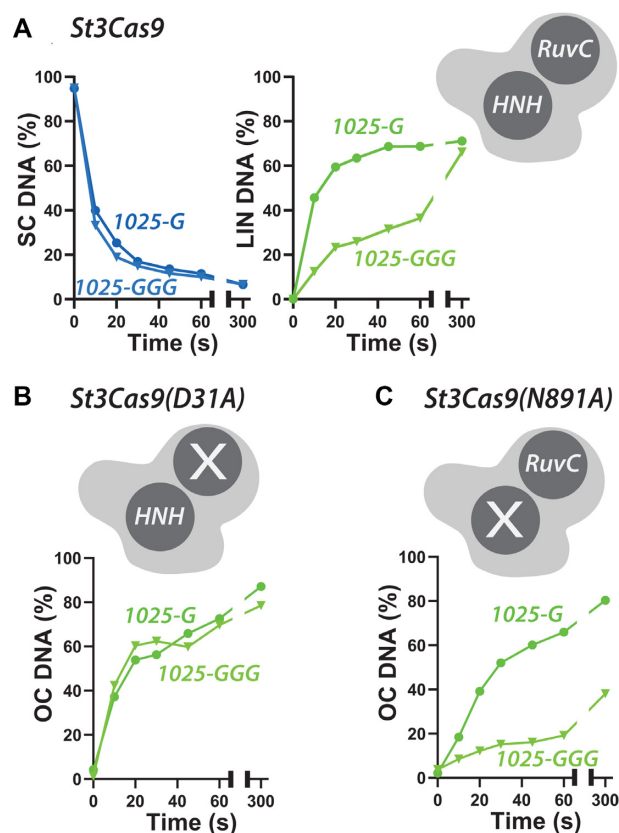 A St3Cas9
RuvC
HNH
100
80
60
40
20
0
SC DNA (%)
1025-G
1025-GGG
0 20 40 60 300
Time (s)
100
80
60
40
20
0
LIN DNA (%)
1025-G
1025-GGG
0 20 40 60 300
Time (s)
B St3Cas9(D31A)
X
HNH
100
80
60
40
20
0
OC DNA (%)
1025-G
1025-GGG
0 20 40 60 300
Time (s)
C St3Cas9(N891A)
RuvC
X
100
80
60
40
20
0
OC DNA (%)
1025-G
1025-GGG
0 20 40 60 300
Time (s)